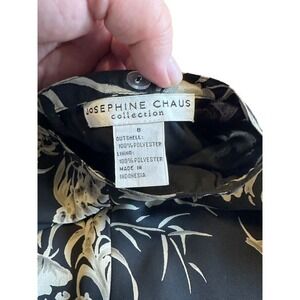 JOSEPHINE CHAUS
collection
8
OUTSHELL:
100% POLYESTER
LINING:
100% POLYESTER
MADE IN
INDONESIA